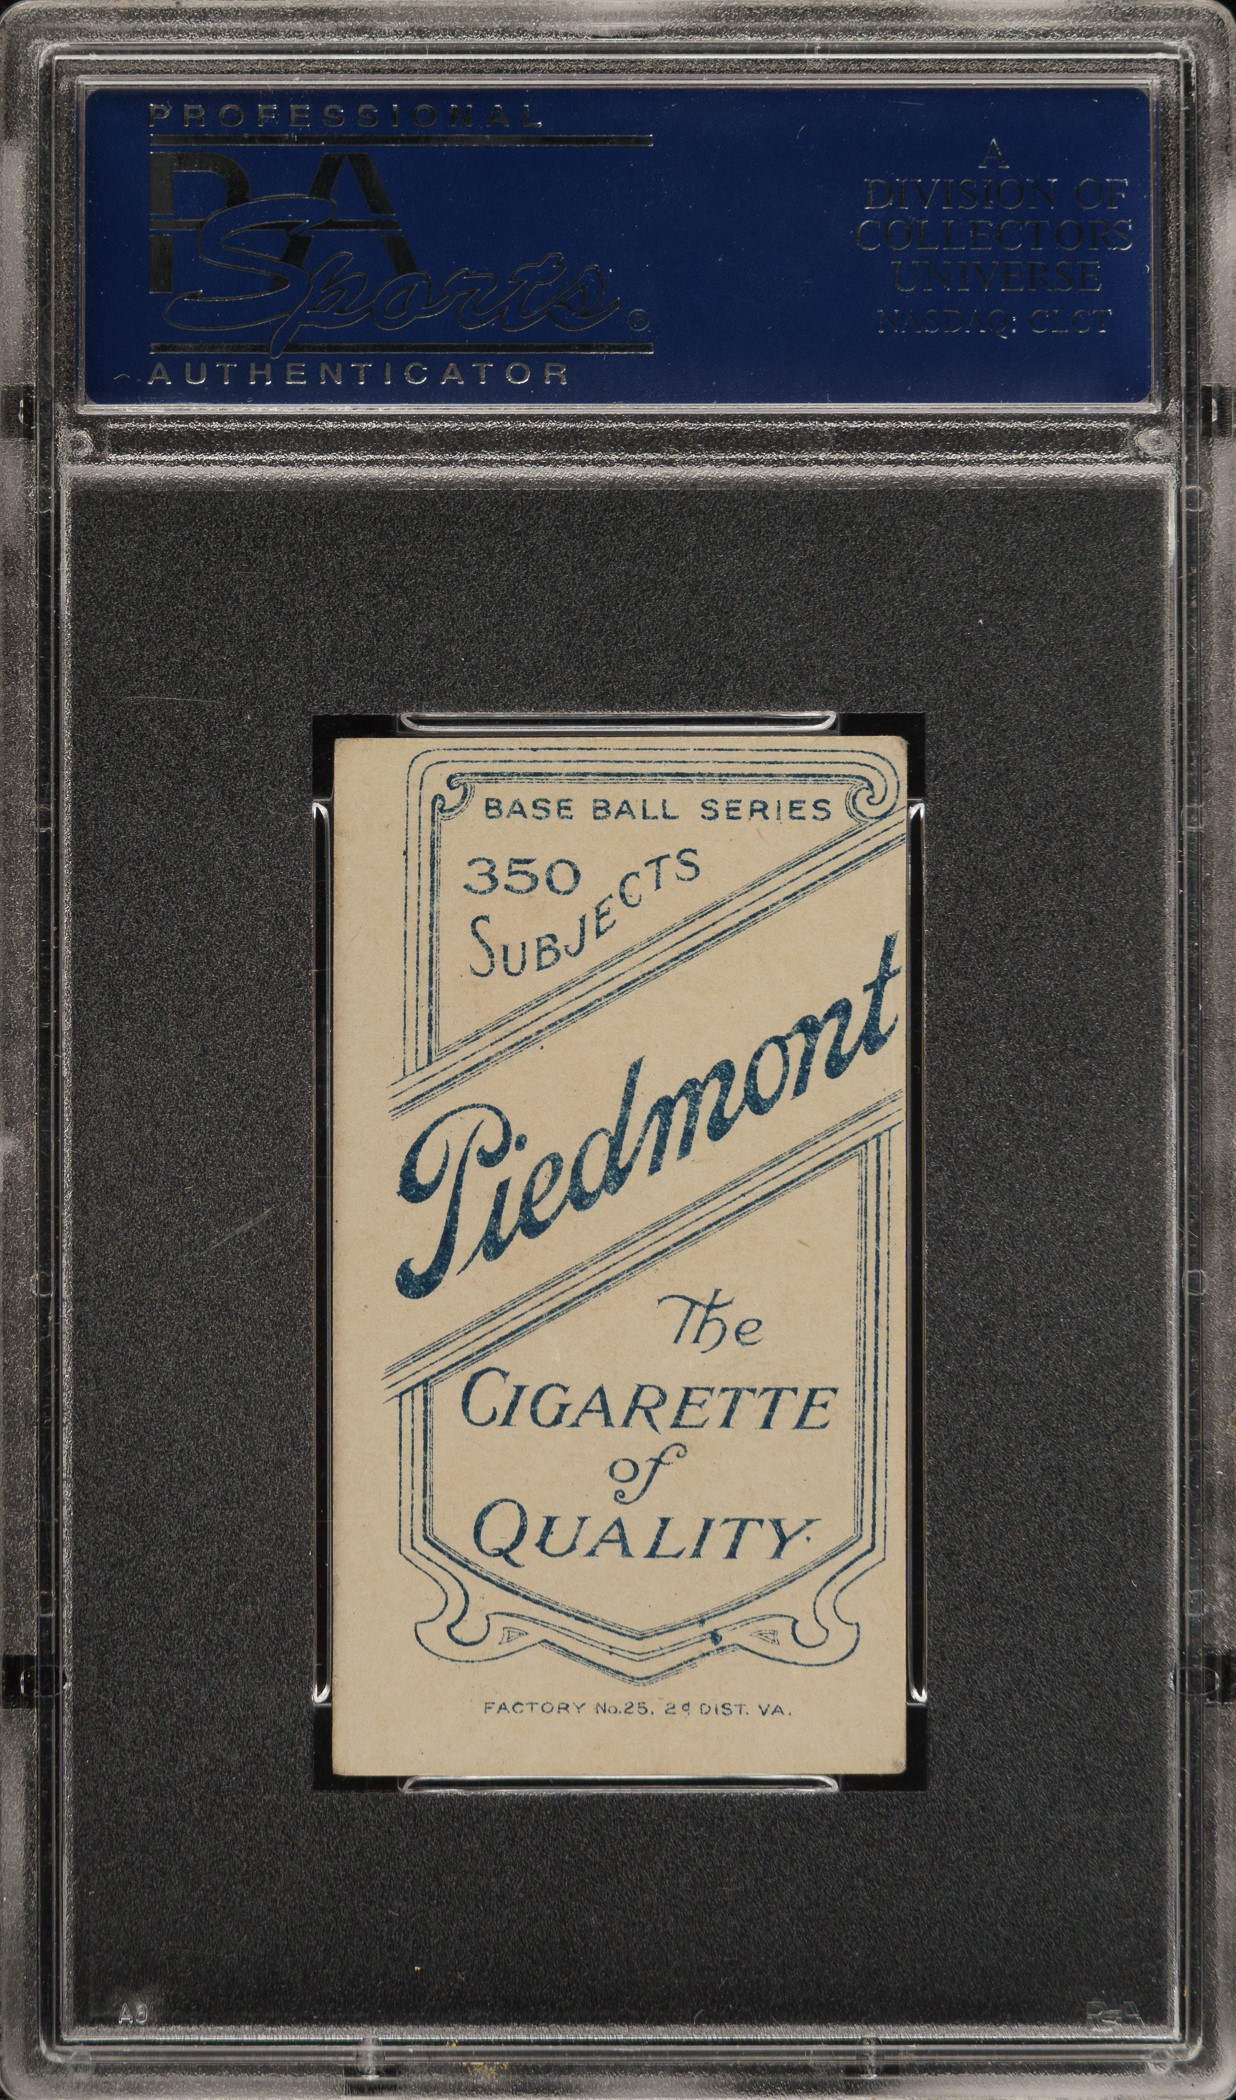 PROFESSIONAL
PSA
Sports®
AUTHENTICATOR
A
DIVISION OF
COLLECTORS
UNIVERSE
NASDAQ: CLCT
BASE BALL SERIES
350
SUBJECTS
Piedmont
The
CIGARETTE
of
QUALITY.
FACTORY No.25, 2d DIST. VA.
PSA